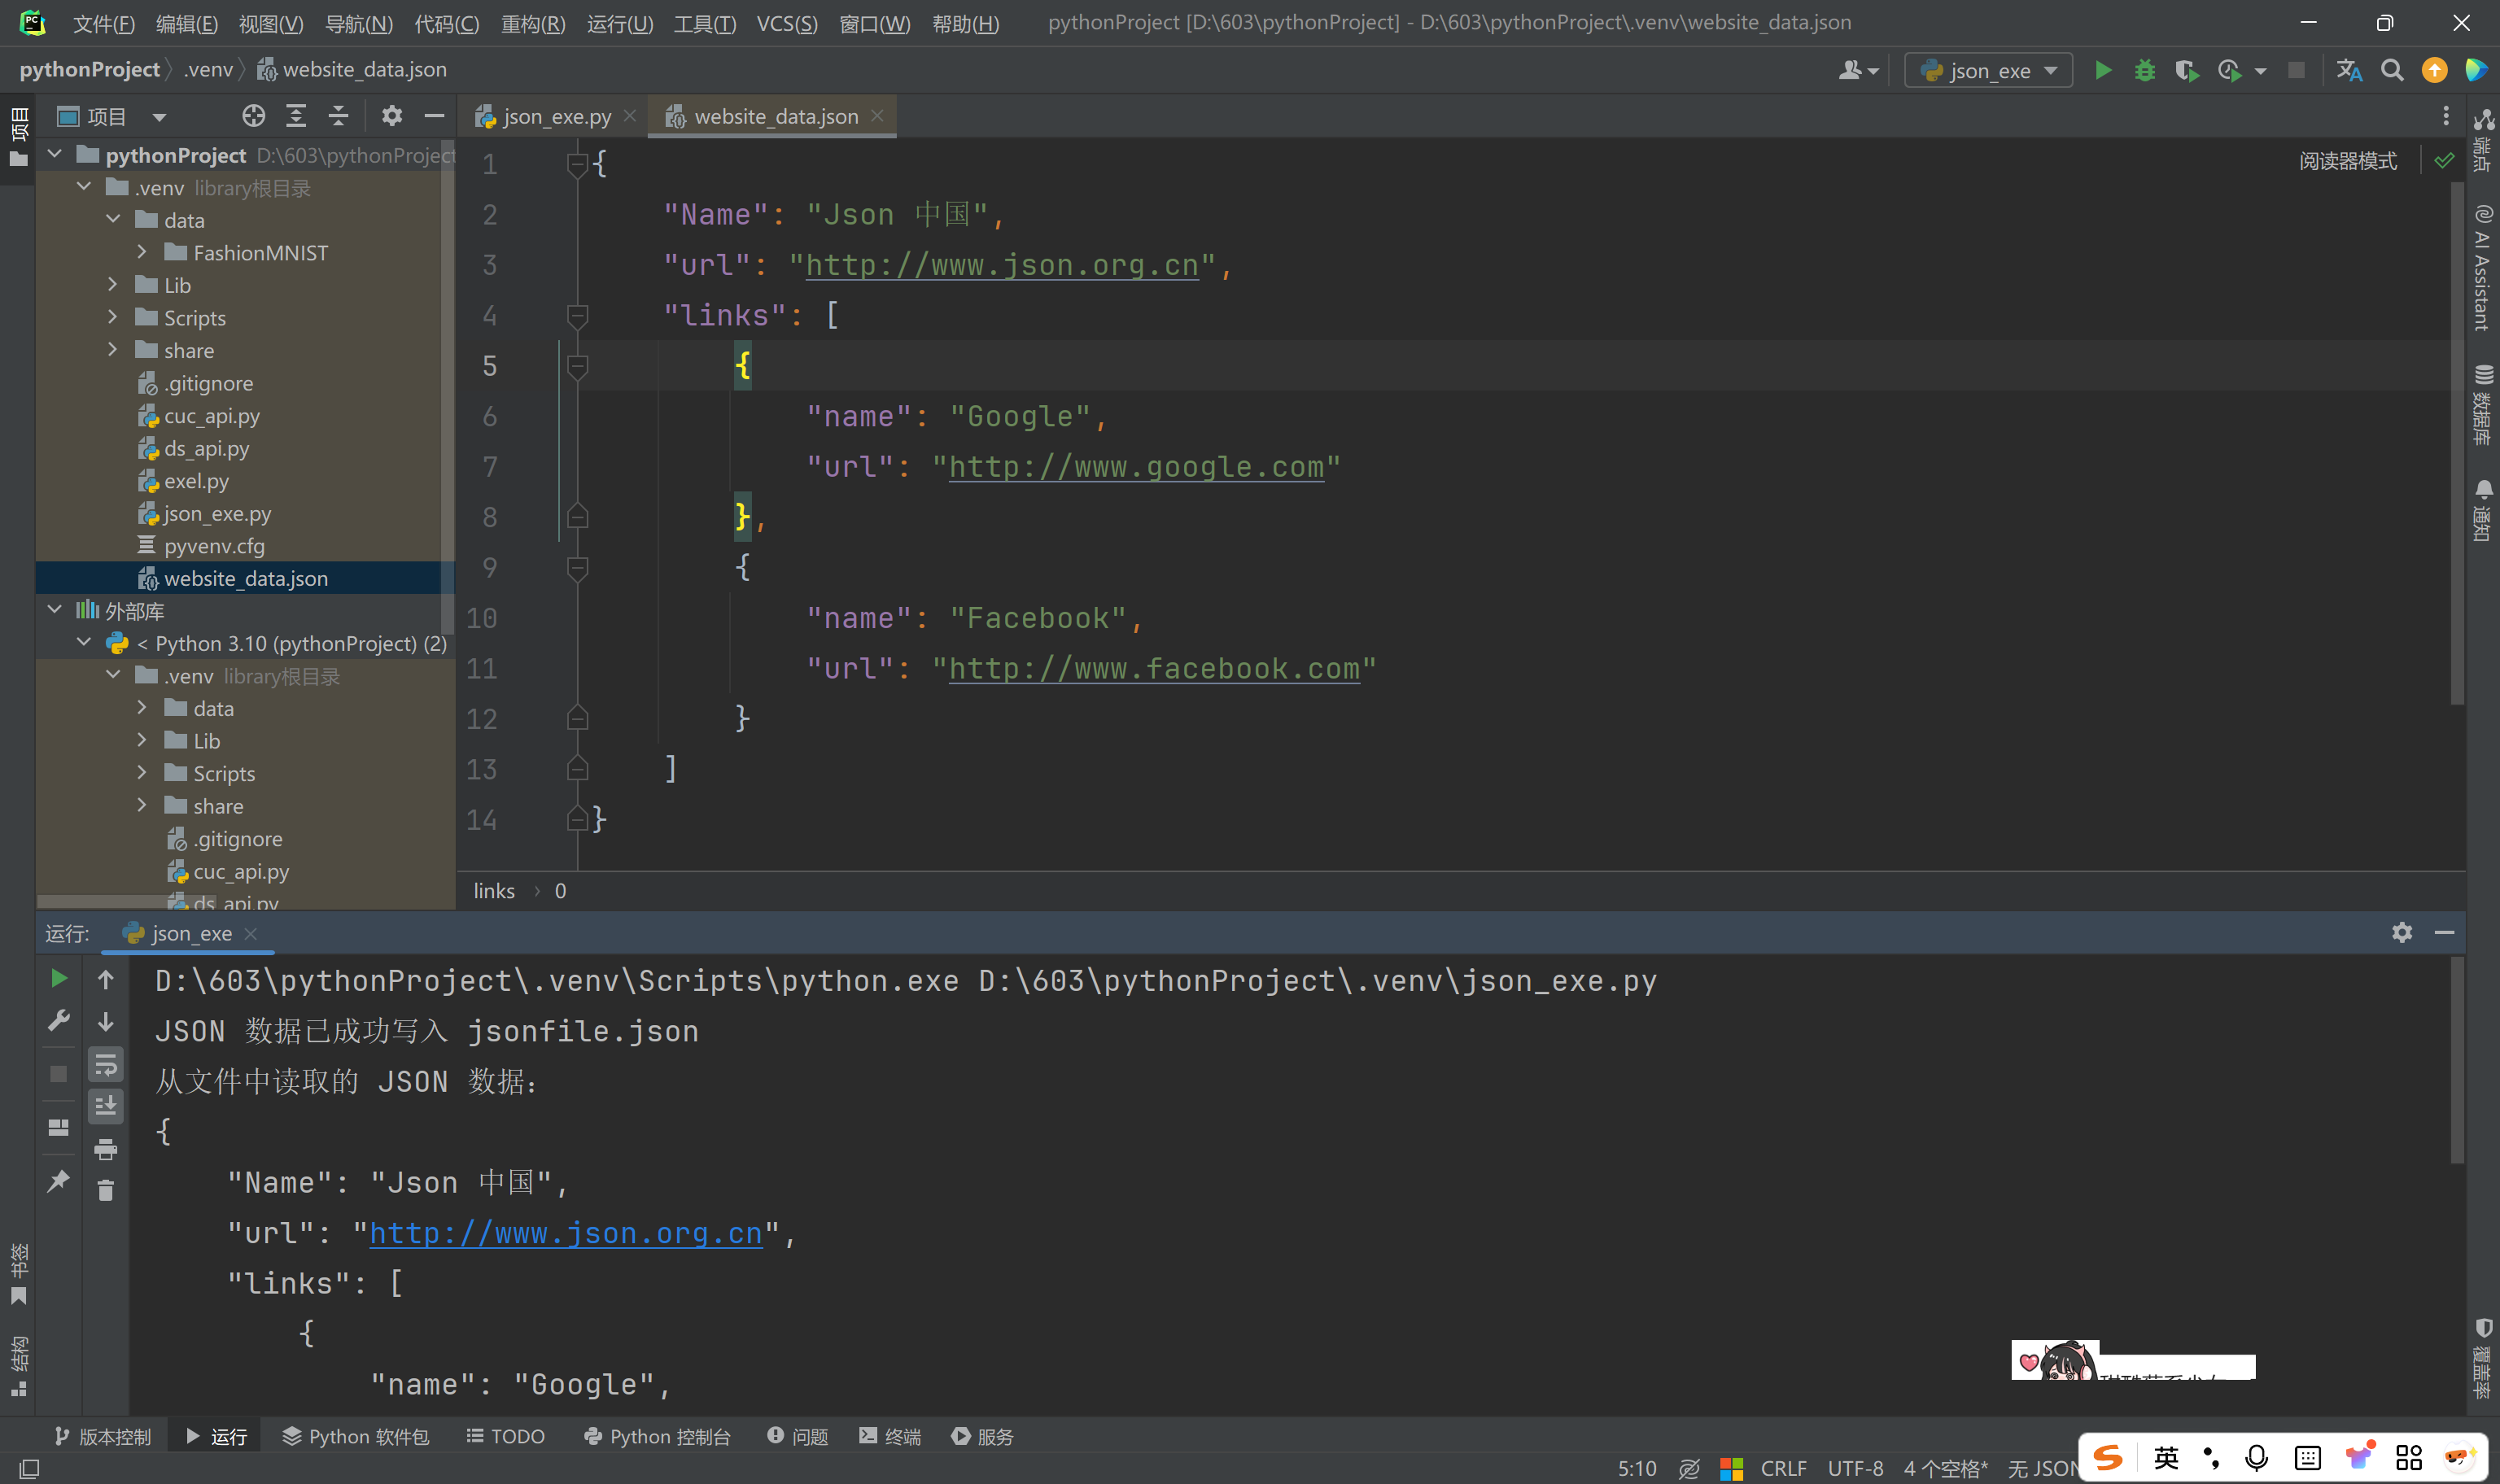 文件(F) 编辑(E) 视图(V) 导航(N) 代码(C) 重构(R) 运行(U) 工具(T) VCS(S) 窗口(W) 帮助(H) pythonProject [D:\603\pythonProject] - D:\603\pythonProject\.venv\website_data.json
pythonProject .venv website_data.json
json_exe
项目
项目
json_exe.py
website_data.json
pythonProject D:\603\pythonProject
.venv library根目录
data
FashionMNIST
Lib
Scripts
share
.gitignore
cuc_api.py
ds_api.py
exel.py
json_exe.py
pyvenv.cfg
website_data.json
外部库
< Python 3.10 (pythonProject) (2)
.venv library根目录
data
Lib
Scripts
share
.gitignore
cuc_api.py
ds_api.py
阅读器模式
1 {
2 "Name": "Json 中国",
3 "url": "http://www.json.org.cn",
4 "links": [
5 {
6 "name": "Google",
7 "url": "http://www.google.com"
8 },
9 {
10 "name": "Facebook",
11 "url": "http://www.facebook.com"
12 }
13 ]
14 }
links › 0
端点
AI Assistant
数据库
通知
运行: json_exe
D:\603\pythonProject\.venv\Scripts\python.exe D:\603\pythonProject\.venv\json_exe.py
JSON 数据已成功写入 jsonfile.json
从文件中读取的 JSON 数据:
{
"Name": "Json 中国",
"url": "http://www.json.org.cn",
"links": [
{
"name": "Google",
书签
结构
覆盖率
版本控制 运行 Python 软件包 TODO Python 控制台 问题 终端 服务
5:10 CRLF UTF-8 4 个空格* 无 JSON
英